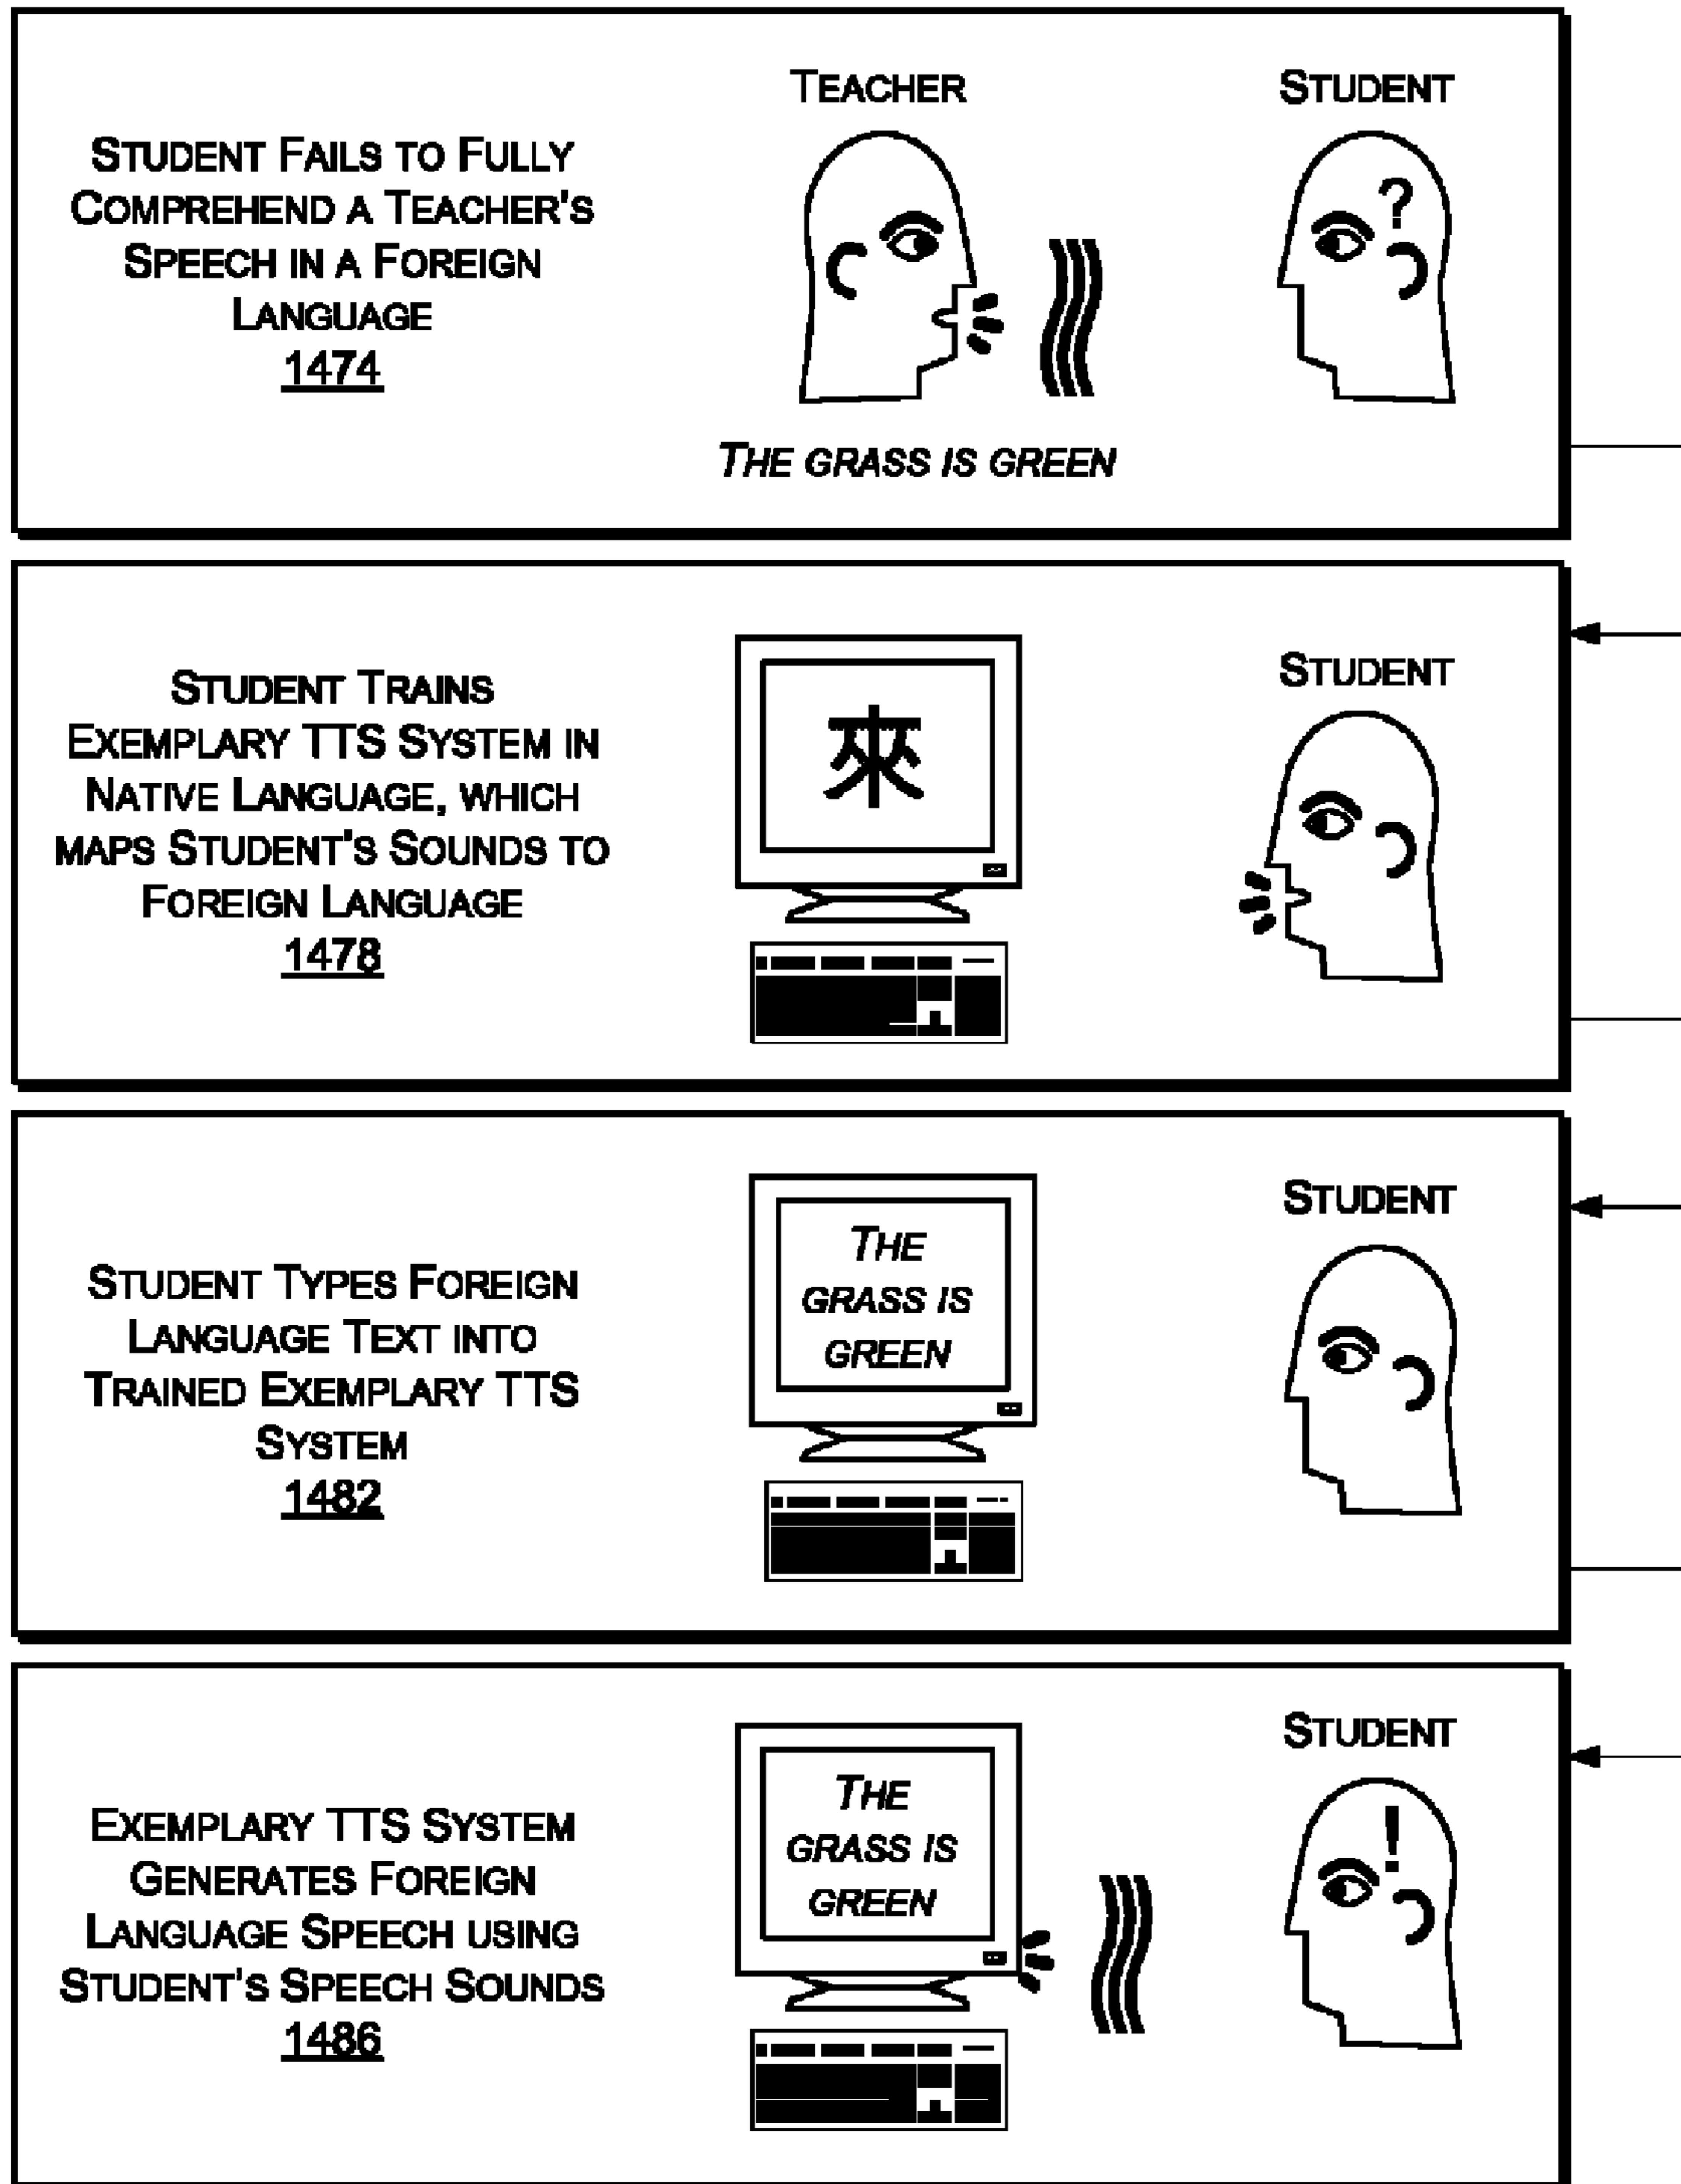 TEACHER
STUDENT
STUDENT FAILS TO FULLY
COMPREHEND A TEACHER'S
SPEECH IN A FOREIGN
LANGUAGE
1474
?
THE GRASS IS GREEN
STUDENT TRAINS
EXEMPLARY TTS SYSTEM IN
NATIVE LANGUAGE, WHICH
MAPS STUDENT'S SOUNDS TO
FOREIGN LANGUAGE
1478
來
STUDENT
STUDENT TYPES FOREIGN
LANGUAGE TEXT INTO
TRAINED EXEMPLARY TTS
SYSTEM
1482
THE
GRASS IS
GREEN
STUDENT
EXEMPLARY TTS SYSTEM
GENERATES FOREIGN
LANGUAGE SPEECH USING
STUDENT'S SPEECH SOUNDS
1486
THE
GRASS IS
GREEN
STUDENT
!